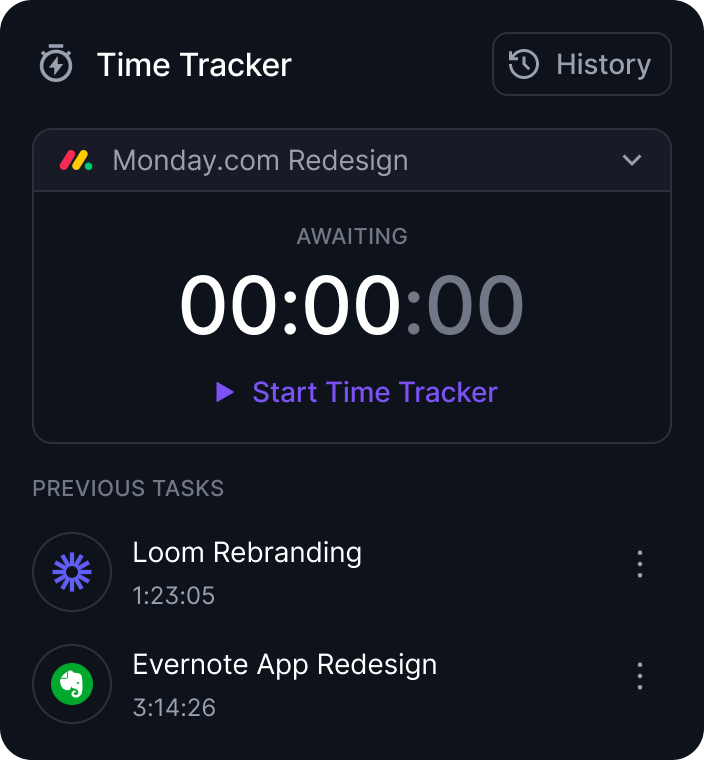 Time Tracker
History
Monday.com Redesign
AWAITING
00:00:00
Start Time Tracker
PREVIOUS TASKS
Loom Rebranding
1:23:05
Evernote App Redesign
3:14:26